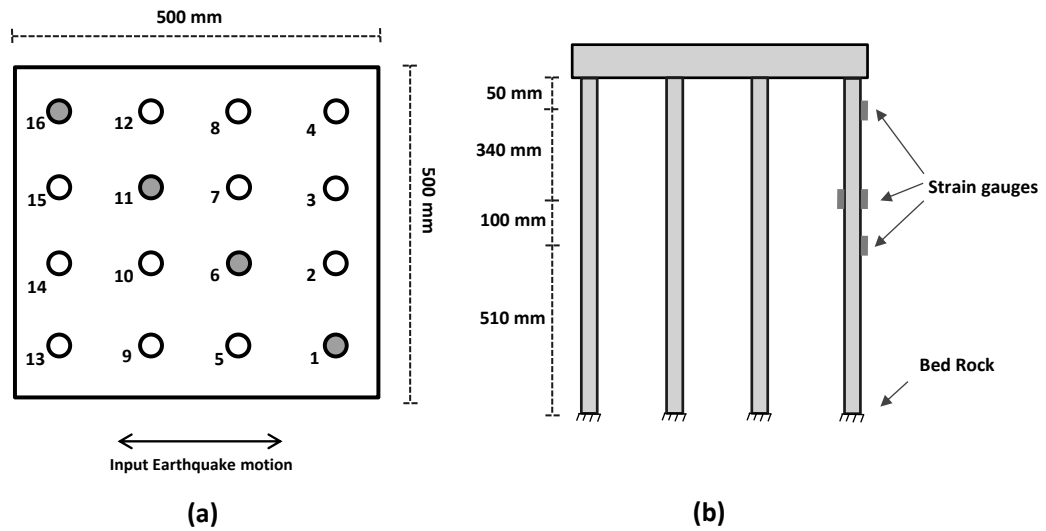 500 mm
16 12 8 4
15 11 7 3
14 10 6 2
13 9 5 1
500 mm
Input Earthquake motion
(a)
50 mm
340 mm
100 mm
510 mm
Strain gauges
Bed Rock
(b)